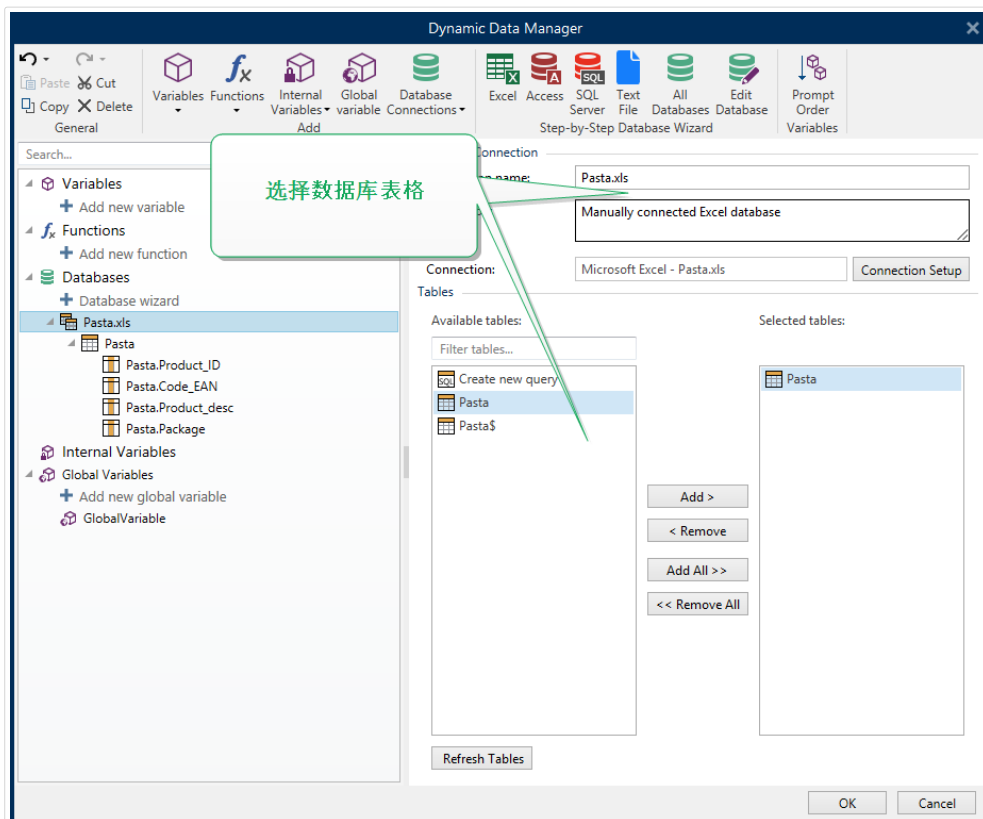 Dynamic Data Manager
Paste Cut
Copy Delete
General
Variables Functions Internal Variables Global variable Database Connections
Add
Excel Access SQL Server Text File All Databases Edit Database
Step-by-Step Database Wizard
Prompt Order
Variables
Search...
Variables
Add new variable
Functions
Add new function
Databases
Database wizard
Pasta.xls
Pasta
Pasta.Product_ID
Pasta.Code_EAN
Pasta.Product_desc
Pasta.Package
Internal Variables
Global Variables
Add new global variable
GlobalVariable
选择数据库表格
Connection
name:
Pasta.xls
Manually connected Excel database
Connection:
Microsoft Excel - Pasta.xls
Connection Setup
Tables
Available tables:
Selected tables:
Filter tables...
SQL Create new query
Pasta
Pasta$
Pasta
Add >
< Remove
Add All >>
<< Remove All
Refresh Tables
OK
Cancel